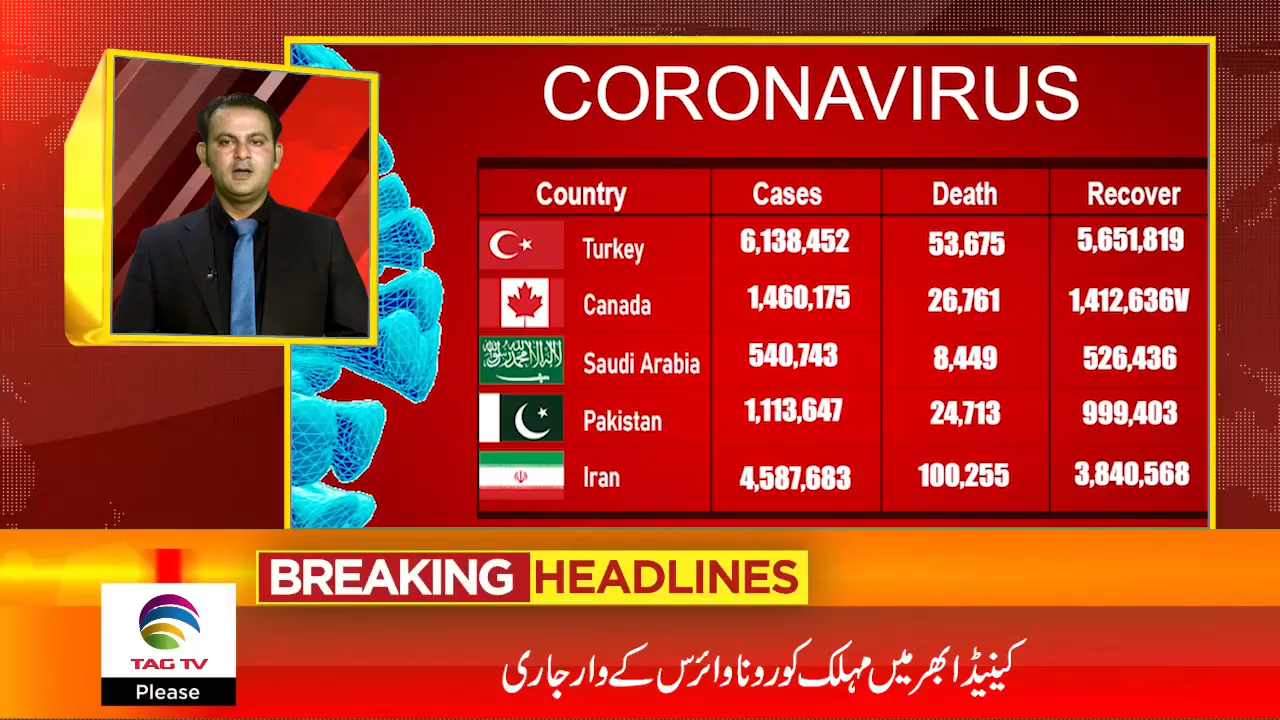 CORONAVIRUS
Country Cases Death Recover
Turkey 6,138,452 53,675 5,651,819
Canada 1,460,175 26,761 1,412,636V
Saudi Arabia 540,743 8,449 526,436
Pakistan 1,113,647 24,713 999,403
Iran 4,587,683 100,255 3,840,568
BREAKING HEADLINES
TAG TV
Please
کینیڈا بھر میں مہلک کورونا وائرس کے وار جاری